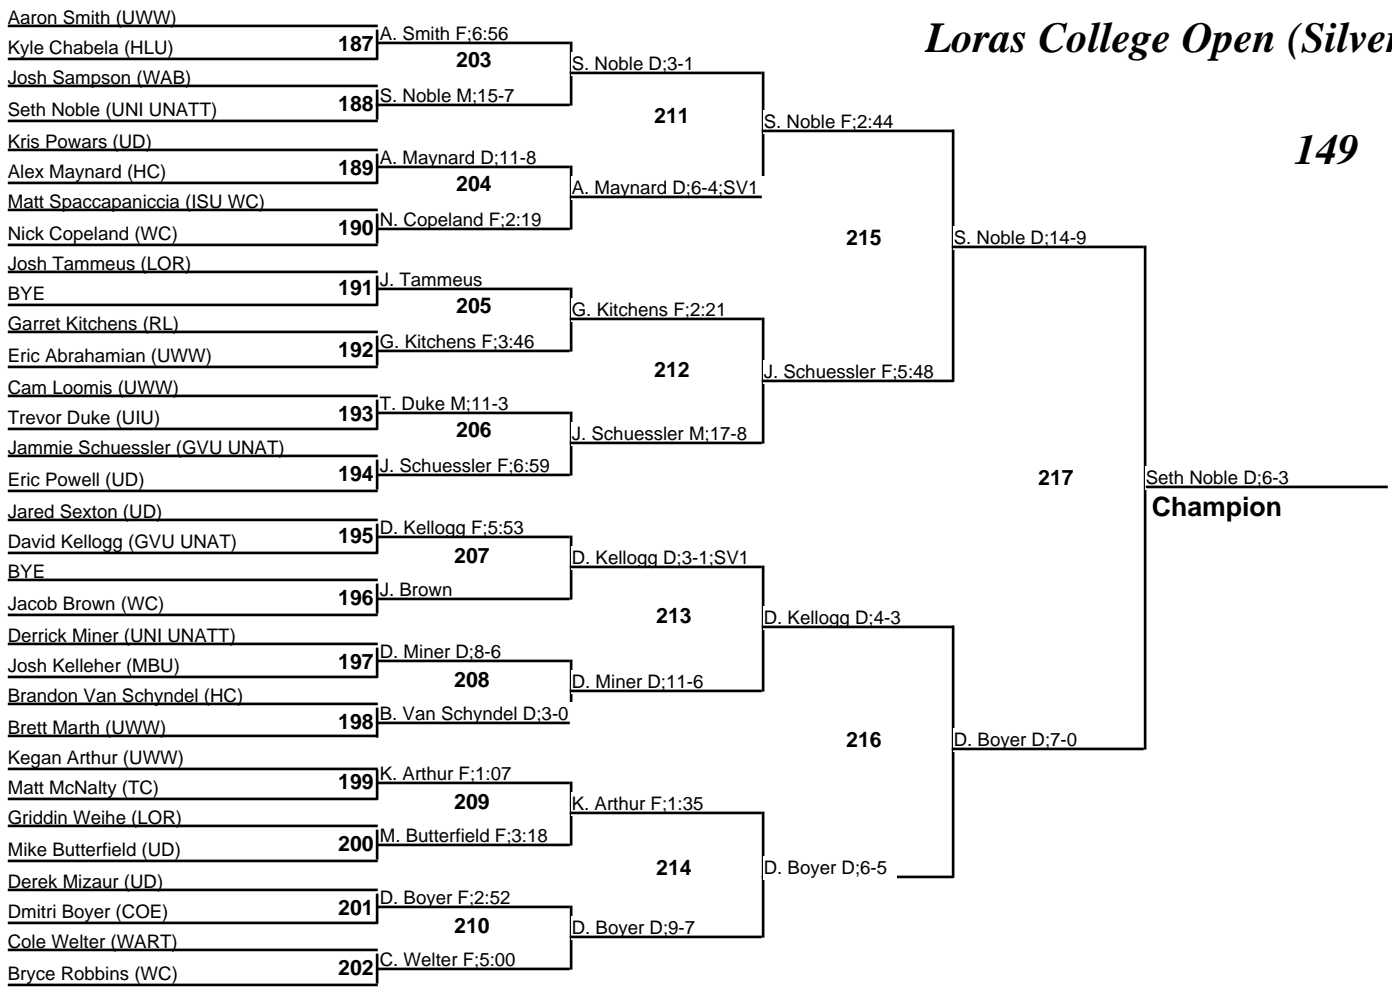 Loras College Open (Silver
149
Aaron Smith (UWW)
Kyle Chabela (HLU)
Josh Sampson (WAB)
Seth Noble (UNI UNATT)
Kris Powars (UD)
Alex Maynard (HC)
Matt Spaccapaniccia (ISU WC)
Nick Copeland (WC)
Josh Tammeus (LOR)
BYE
Garret Kitchens (RL)
Eric Abrahamian (UWW)
Cam Loomis (UWW)
Trevor Duke (UIU)
Jammie Schuessler (GVU UNAT)
Eric Powell (UD)
Jared Sexton (UD)
David Kellogg (GVU UNAT)
BYE
Jacob Brown (WC)
Derrick Miner (UNI UNATT)
Josh Kelleher (MBU)
Brandon Van Schyndel (HC)
Brett Marth (UWW)
Kegan Arthur (UWW)
Matt McNalty (TC)
Griddin Weihe (LOR)
Mike Butterfield (UD)
Derek Mizaur (UD)
Dmitri Boyer (COE)
Cole Welter (WART)
Bryce Robbins (WC)
187
188
189
190
191
192
193
194
195
196
197
198
199
200
201
202
A. Smith F;6:56
S. Noble M;15-7
A. Maynard D;11-8
N. Copeland F;2:19
J. Tammeus
G. Kitchens F;3:46
T. Duke M;11-3
J. Schuessler F;6:59
D. Kellogg F;5:53
J. Brown
D. Miner D;8-6
B. Van Schyndel D;3-0
K. Arthur F;1:07
M. Butterfield F;3:18
D. Boyer F;2:52
C. Welter F;5:00
203
204
205
206
207
208
209
210
S. Noble D;3-1
A. Maynard D;6-4;SV1
G. Kitchens F;2:21
J. Schuessler M;17-8
D. Kellogg D;3-1;SV1
D. Miner D;11-6
K. Arthur F;1:35
D. Boyer D;9-7
211
212
213
214
S. Noble F;2:44
J. Schuessler F;5:48
D. Kellogg D;4-3
D. Boyer D;6-5
215
216
S. Noble D;14-9
D. Boyer D;7-0
217
Seth Noble D;6-3
Champion